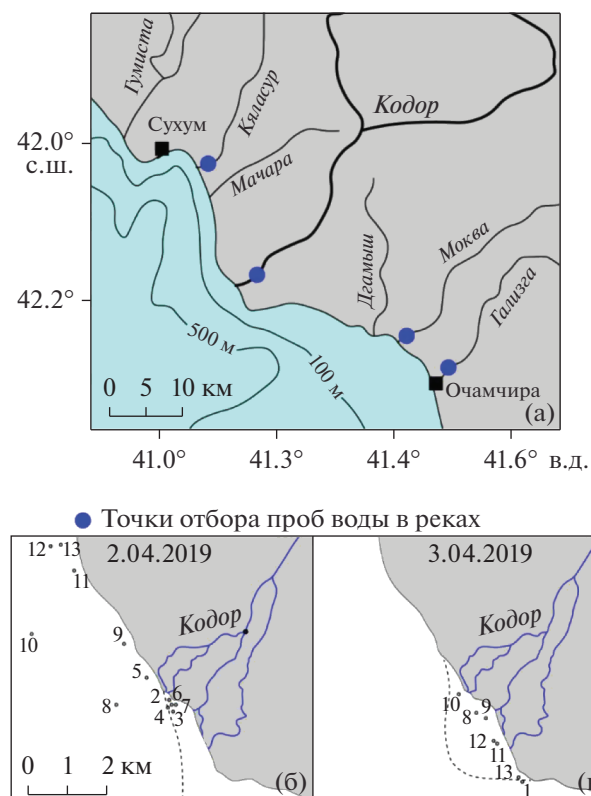 Гумиста
Кяласур
Сухум
Кодор
Мачара
42.0°
с.ш.
Дгамыш
Моква
Гализга
42.2°
500 м
100 м
0 5 10 км
Очамчира
(а)
41.0° 41.3° 41.4° 41.6° в.д.
Точки отбора проб воды в реках
2.04.2019
12 13
11
10
9
Кодор
5
2 6
8 4 3 7
0 1 2 км
(б)
3.04.2019
Кодор
10
8 9
12
11
13
1